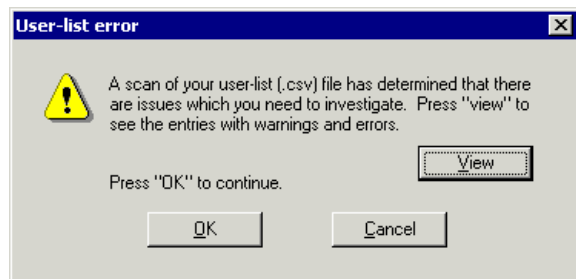 User-list error
A scan of your user-list (.csv) file has determined that there
are issues which you need to investigate.  Press "view" to
see the entries with warnings and errors.
View
Press "OK" to continue.
OK
Cancel